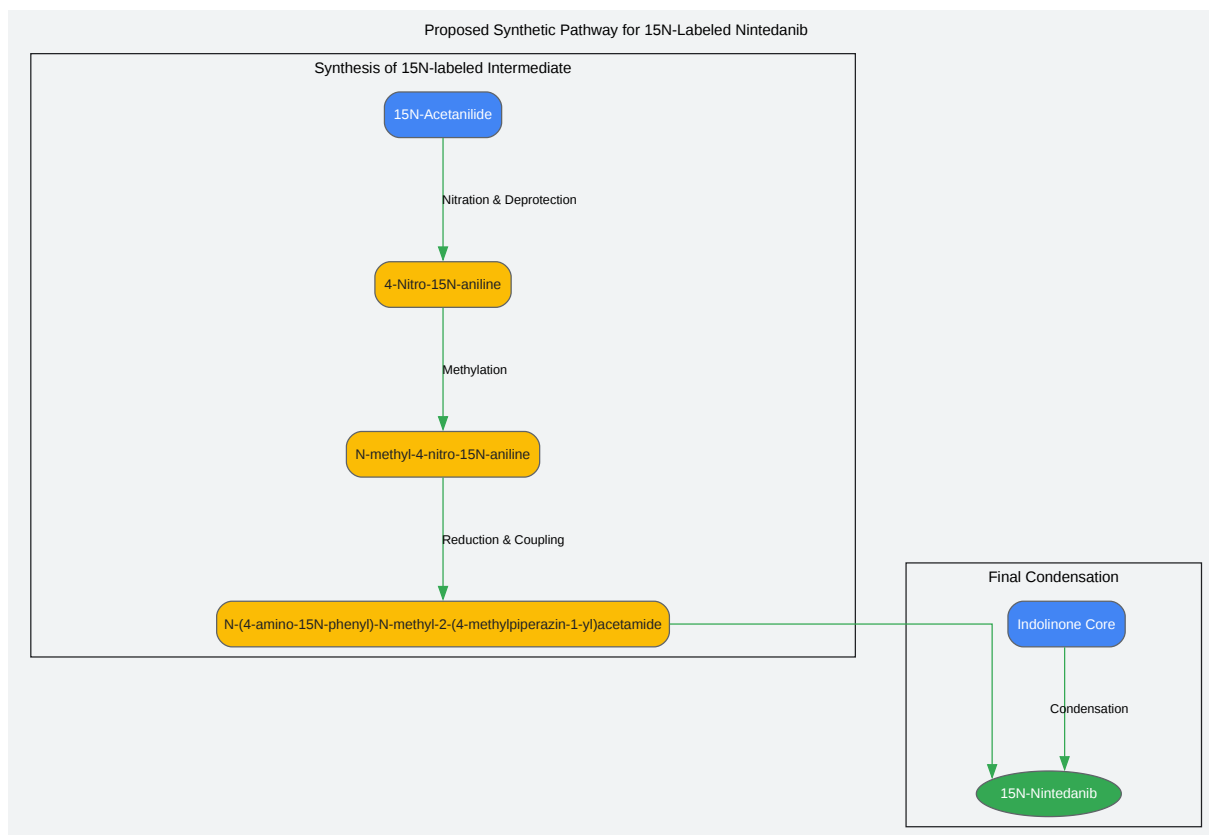 Proposed Synthetic Pathway for 15N-Labeled Nintedanib
Synthesis of 15N-labeled Intermediate
15N-Acetanilide
Nitration & Deprotection
4-Nitro-15N-aniline
Methylation
N-methyl-4-nitro-15N-aniline
Reduction & Coupling
N-(4-amino-15N-phenyl)-N-methyl-2-(4-methylpiperazin-1-yl)acetamide
Final Condensation
Indolinone Core
Condensation
15N-Nintedanib